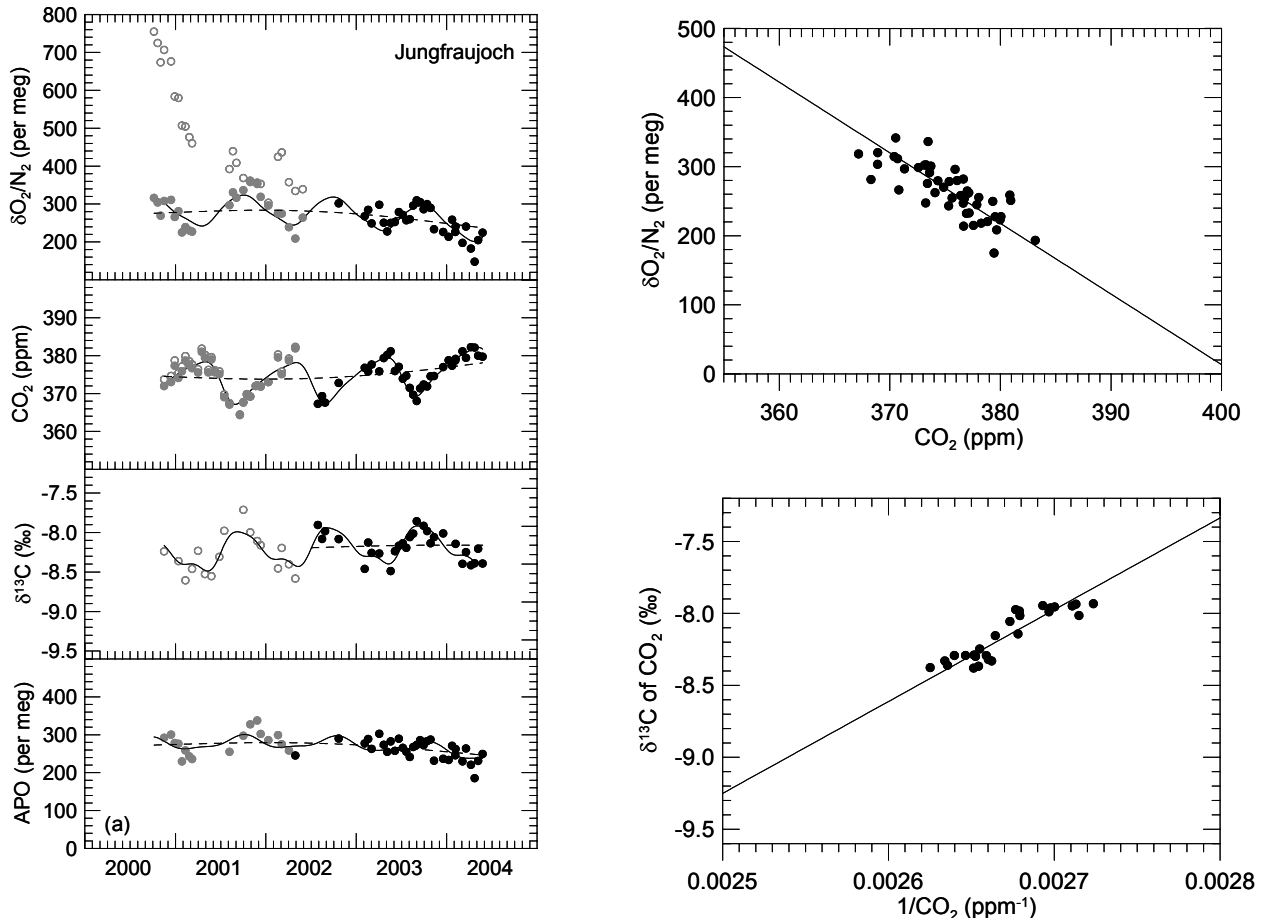 Jungfraujoch
δO₂/N₂ (per meg)
800
700
600
500
400
300
200
CO₂ (ppm)
390
380
370
360
δ¹³C (‰)
-7.5
-8.0
-8.5
-9.0
-9.5
APO (per meg)
400
300
200
100
0
(a)
2000 2001 2002 2003 2004
δO₂/N₂ (per meg)
500
400
300
200
100
0
360 370 380 390 400
CO₂ (ppm)
δ¹³C of CO₂ (‰)
-7.5
-8.0
-8.5
-9.0
-9.5
0.0025 0.0026 0.0027 0.0028
1/CO₂ (ppm⁻¹)